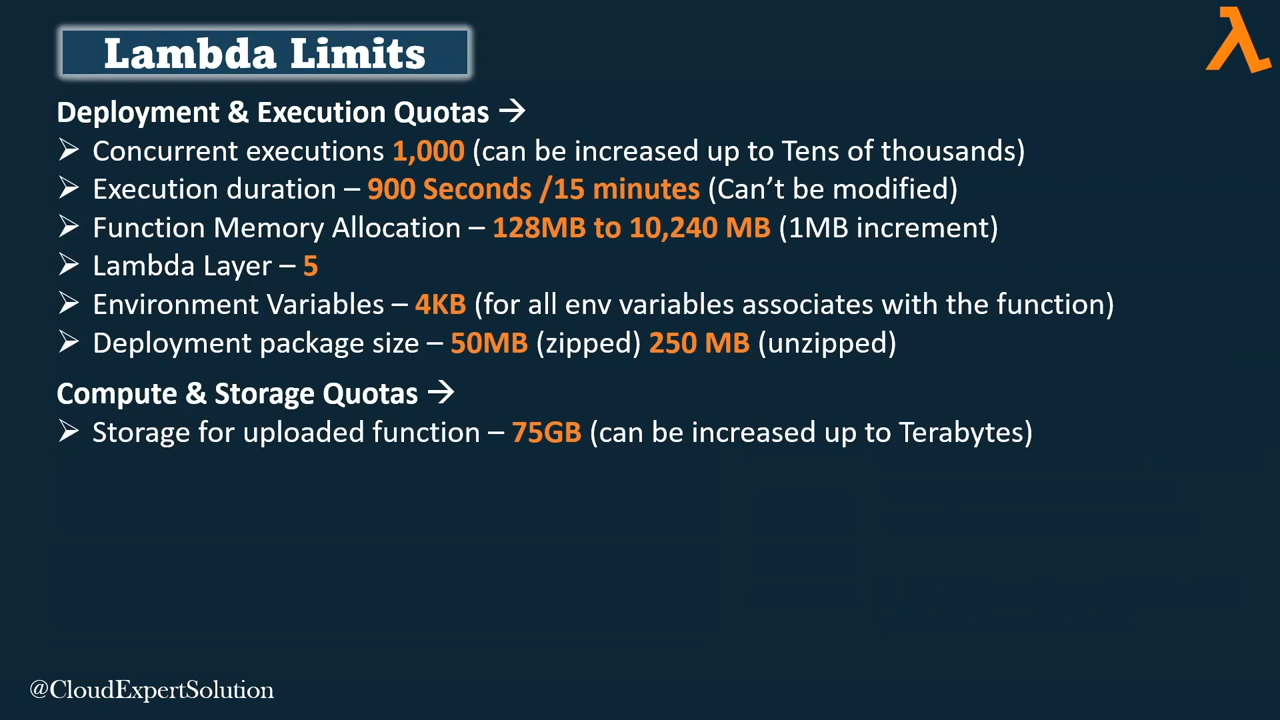 Lambda Limits
Deployment & Execution Quotas →
➢ Concurrent executions 1,000 (can be increased up to Tens of thousands)
➢ Execution duration – 900 Seconds /15 minutes (Can’t be modified)
➢ Function Memory Allocation – 128MB to 10,240 MB (1MB increment)
➢ Lambda Layer – 5
➢ Environment Variables – 4KB (for all env variables associates with the function)
➢ Deployment package size – 50MB (zipped) 250 MB (unzipped)
Compute & Storage Quotas →
➢ Storage for uploaded function – 75GB (can be increased up to Terabytes)
@CloudExpertSolution